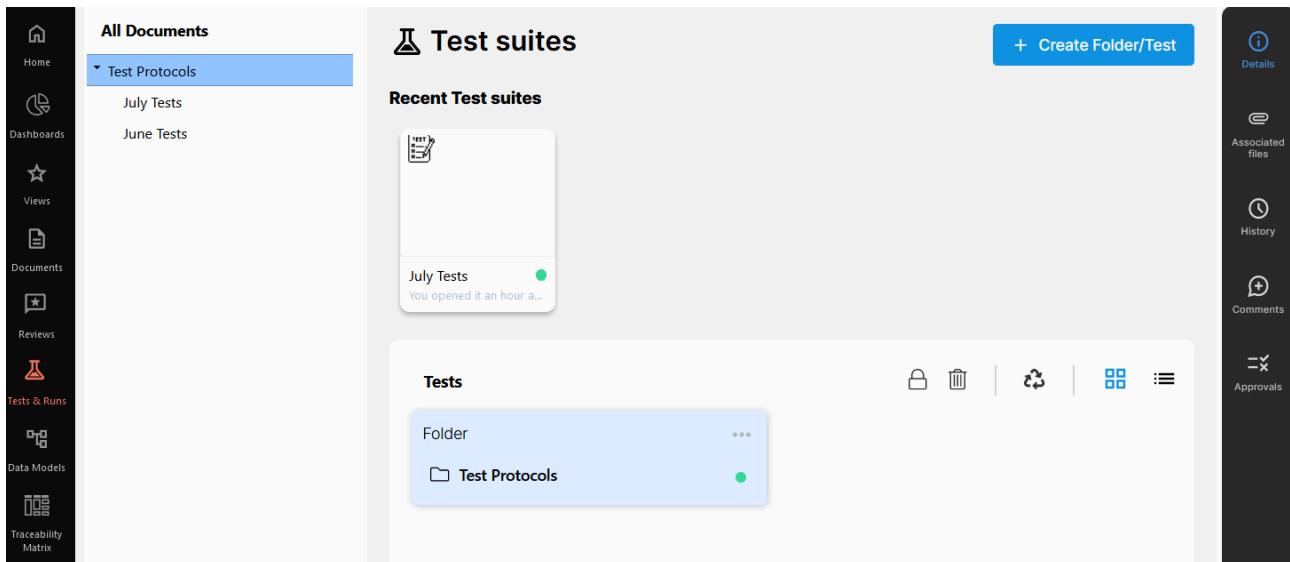 Home
Dashboards
Views
Documents
Reviews
Tests & Runs
Data Models
Traceability
Matrix
All Documents
Test Protocols
July Tests
June Tests
Test suites
+ Create Folder/Test
Recent Test suites
TEST
July Tests
You opened it an hour a...
Tests
Folder
Test Protocols
Details
Associated
files
History
Comments
Approvals